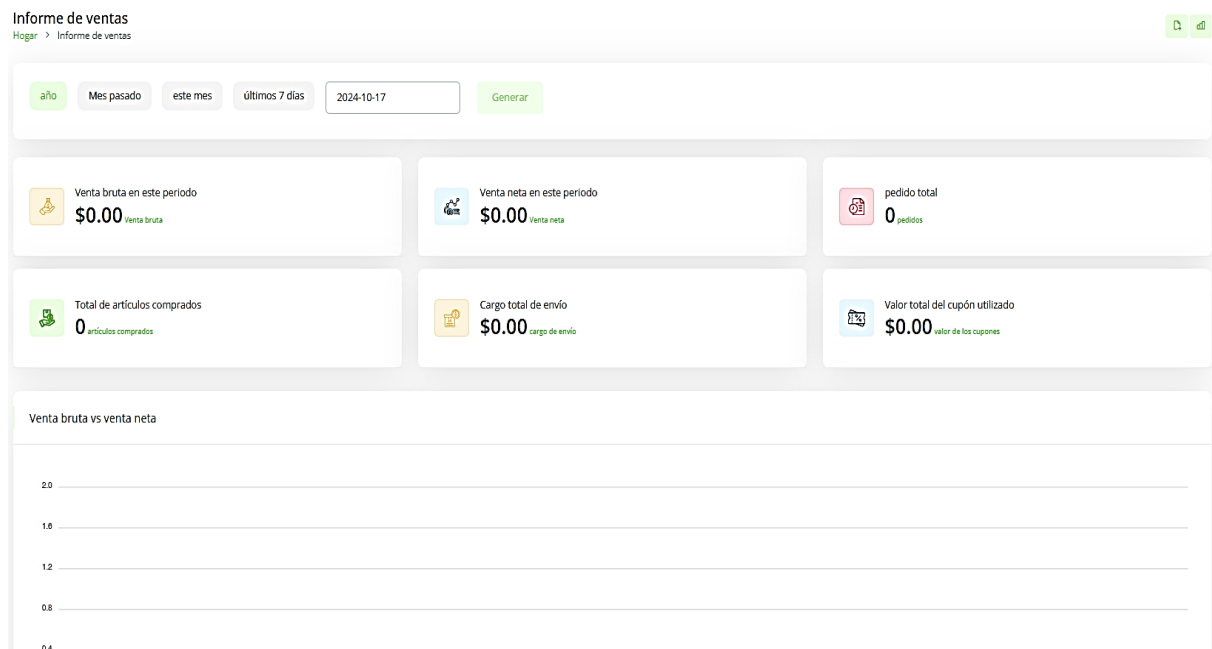 Informe de ventas
Hogar > Informe de ventas
año Mes pasado este mes últimos 7 días 2024-10-17 Generar
Venta bruta en este periodo
$0.00 Venta bruta
Venta neta en este periodo
$0.00 Venta neta
pedido total
0 pedidos
Total de artículos comprados
0 artículos comprados
Cargo total de envío
$0.00 cargo de envío
Valor total del cupón utilizado
$0.00 valor de los cupones
Venta bruta vs venta neta
2.0
1.6
1.2
0.8
0.4